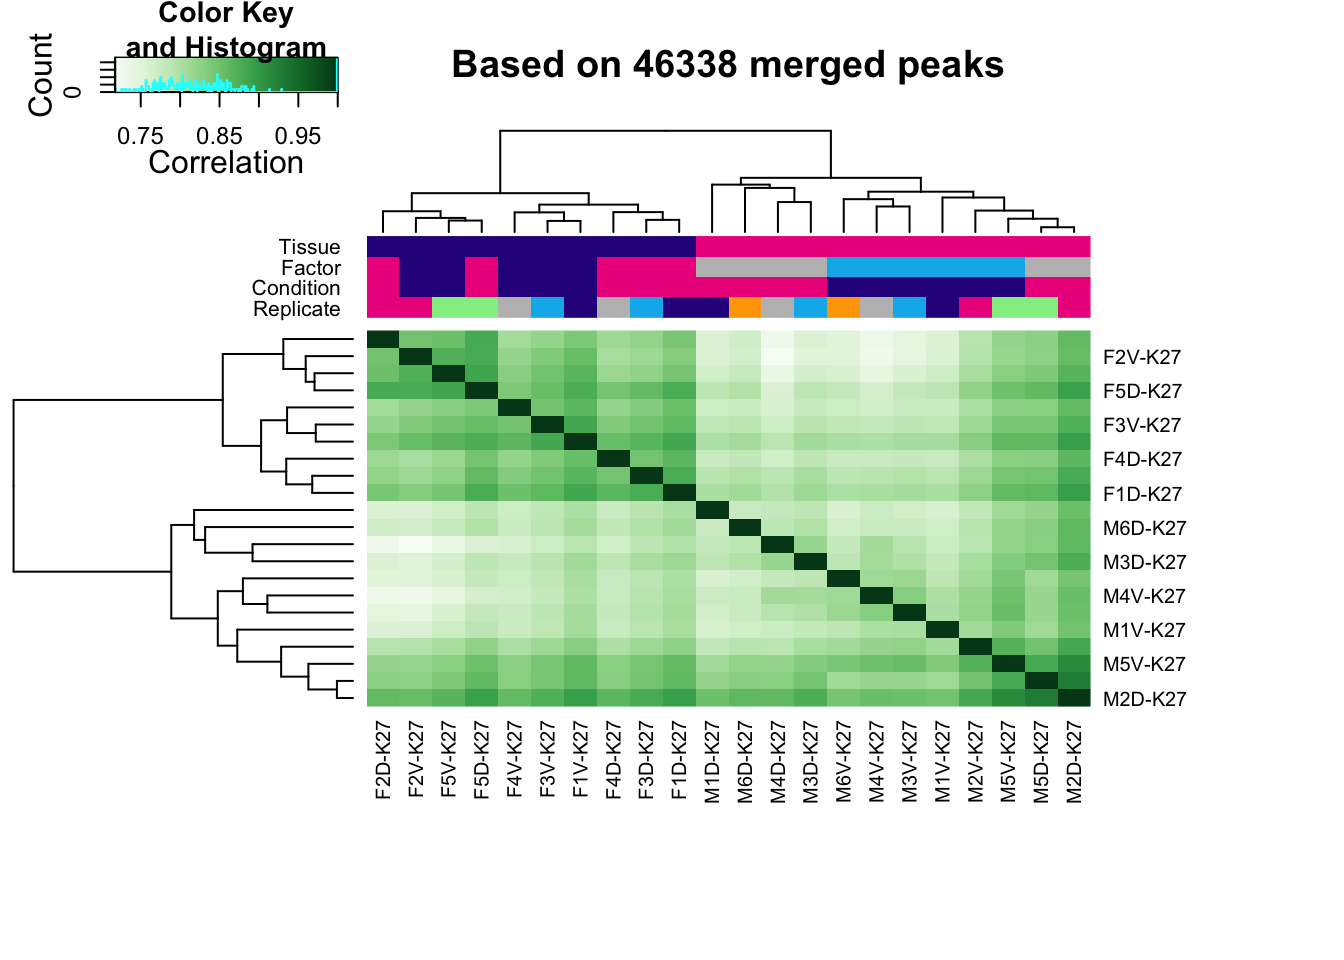 Color Key
and Histogram
Count
0
0.75 0.85 0.95
Correlation
Based on 46338 merged peaks
Tissue
Factor
Condition
Replicate
F2V-K27
F5D-K27
F3V-K27
F4D-K27
F1D-K27
M6D-K27
M3D-K27
M4V-K27
M1V-K27
M5V-K27
M2D-K27
F2D-K27
F2V-K27
F5V-K27
F5D-K27
F4V-K27
F3V-K27
F1V-K27
F4D-K27
F3D-K27
F1D-K27
M1D-K27
M6D-K27
M4D-K27
M3D-K27
M6V-K27
M4V-K27
M3V-K27
M1V-K27
M2V-K27
M5V-K27
M5D-K27
M2D-K27